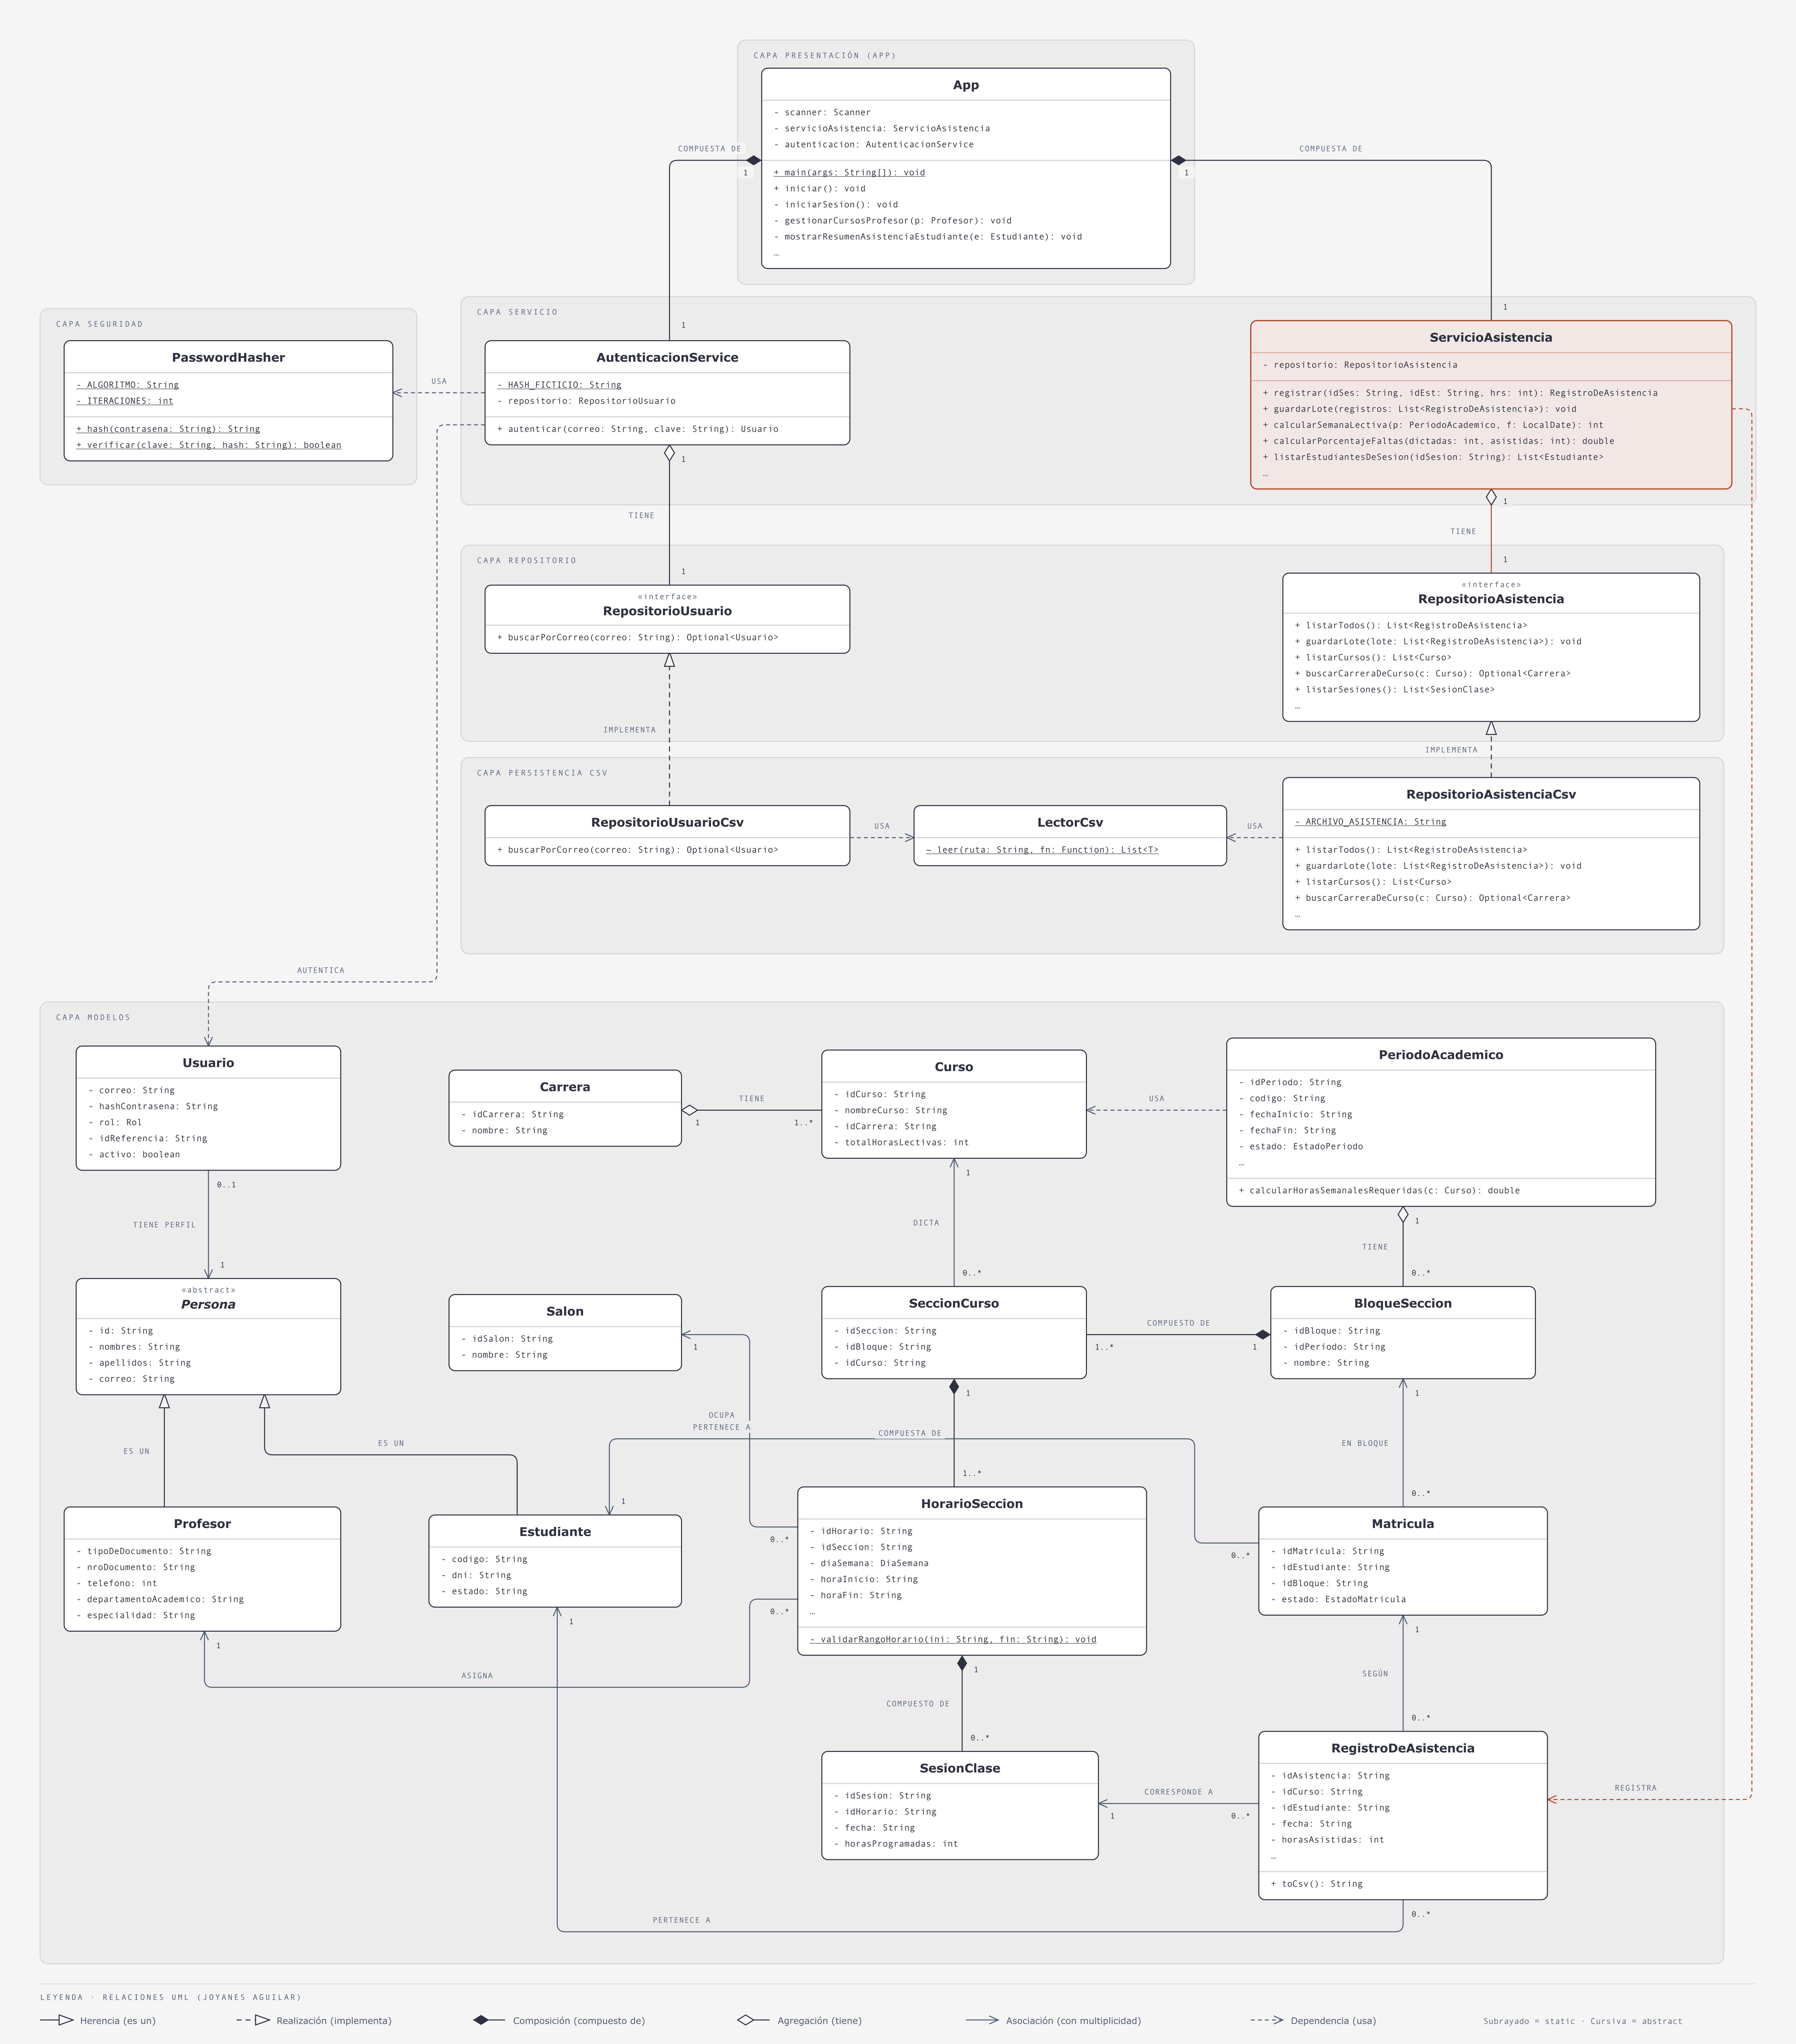 CAPA PRESENTACIÓN (APP)
App
- scanner: Scanner
- servicioAsistencia: ServicioAsistencia
- autenticacion: AutenticacionService
+ main(args: String[]): void
+ iniciar(): void
- iniciarSesion(): void
- gestionarCursosProfesor(p: Profesor): void
- mostrarResumenAsistenciaEstudiante(e: Estudiante): void
…
COMPUESTA DE
1
1
COMPUESTA DE
1
1
CAPA SEGURIDAD
PasswordHasher
- ALGORITMO: String
- ITERACIONES: int
+ hash(contrasena: String): String
+ verificar(clave: String, hash: String): boolean
USA
CAPA SERVICIO
AutenticacionService
- HASH_FICTICIO: String
- repositorio: RepositorioUsuario
+ autenticar(correo: String, clave: String): Usuario
1
ServicioAsistencia
- repositorio: RepositorioAsistencia
+ registrar(idSes: String, idEst: String, hrs: int): RegistroDeAsistencia
+ guardarLote(registros: List<RegistroDeAsistencia>): void
+ calcularSemanaLectiva(p: PeriodoAcademico, f: LocalDate): int
+ calcularPorcentajeFaltas(dictadas: int, asistidas: int): double
+ listarEstudiantesDeSesion(idSesion: String): List<Estudiante>
…
1
TIENE
TIENE
CAPA REPOSITORIO
1
«interface»
RepositorioUsuario
+ buscarPorCorreo(correo: String): Optional<Usuario>
1
«interface»
RepositorioAsistencia
+ listarTodos(): List<RegistroDeAsistencia>
+ guardarLote(lote: List<RegistroDeAsistencia>): void
+ listarCursos(): List<Curso>
+ buscarCarreraDeCurso(c: Curso): Optional<Carrera>
+ listarSesiones(): List<SesionClase>
…
IMPLEMENTA
IMPLEMENTA
CAPA PERSISTENCIA CSV
RepositorioUsuarioCsv
+ buscarPorCorreo(correo: String): Optional<Usuario>
USA
LectorCsv
~ leer(ruta: String, fn: Function): List<T>
USA
RepositorioAsistenciaCsv
- ARCHIVO_ASISTENCIA: String
+ listarTodos(): List<RegistroDeAsistencia>
+ guardarLote(lote: List<RegistroDeAsistencia>): void
+ listarCursos(): List<Curso>
+ buscarCarreraDeCurso(c: Curso): Optional<Carrera>
…
AUTENTICA
CAPA MODELOS
Usuario
- correo: String
- hashContrasena: String
- rol: Rol
- idReferencia: String
- activo: boolean
Carrera
- idCarrera: String
- nombre: String
TIENE
1
1..*
Curso
- idCurso: String
- nombreCurso: String
- idCarrera: String
- totalHorasLectivas: int
USA
PeriodoAcademico
- idPeriodo: String
- codigo: String
- fechaInicio: String
- fechaFin: String
- estado: EstadoPeriodo
…
+ calcularHorasSemanalesRequeridas(c: Curso): double
0..1
TIENE PERFIL
1
1
DICTA
0..*
1
TIENE
0..*
«abstract»
Persona
- id: String
- nombres: String
- apellidos: String
- correo: String
Salon
- idSalon: String
- nombre: String
1
SeccionCurso
- idSeccion: String
- idBloque: String
- idCurso: String
COMPUESTO DE
1..*
1
BloqueSeccion
- idBloque: String
- idPeriodo: String
- nombre: String
1
1
OCUPA
PERTENECE A
COMPUESTA DE
ES UN
ES UN
EN BLOQUE
1..*
0..*
1
Profesor
- tipoDeDocumento: String
- nroDocumento: String
- telefono: int
- departamentoAcademico: String
- especialidad: String
Estudiante
- codigo: String
- dni: String
- estado: String
0..*
0..*
HorarioSeccion
- idHorario: String
- idSeccion: String
- diaSemana: DiaSemana
- horaInicio: String
- horaFin: String
…
- validarRangoHorario(ini: String, fin: String): void
0..*
Matricula
- idMatricula: String
- idEstudiante: String
- idBloque: String
- estado: EstadoMatricula
1
1
1
ASIGNA
1
COMPUESTO DE
0..*
SEGÚN
0..*
SesionClase
- idSesion: String
- idHorario: String
- fecha: String
- horasProgramadas: int
CORRESPONDE A
1
0..*
RegistroDeAsistencia
- idAsistencia: String
- idCurso: String
- idEstudiante: String
- fecha: String
- horasAsistidas: int
…
+ toCsv(): String
REGISTRA
0..*
PERTENECE A
LEYENDA · RELACIONES UML (JOYANES AGUILAR)
Herencia (es un)
Realización (implementa)
Composición (compuesto de)
Agregación (tiene)
Asociación (con multiplicidad)
Dependencia (usa)
Subrayado = static · Cursiva = abstract